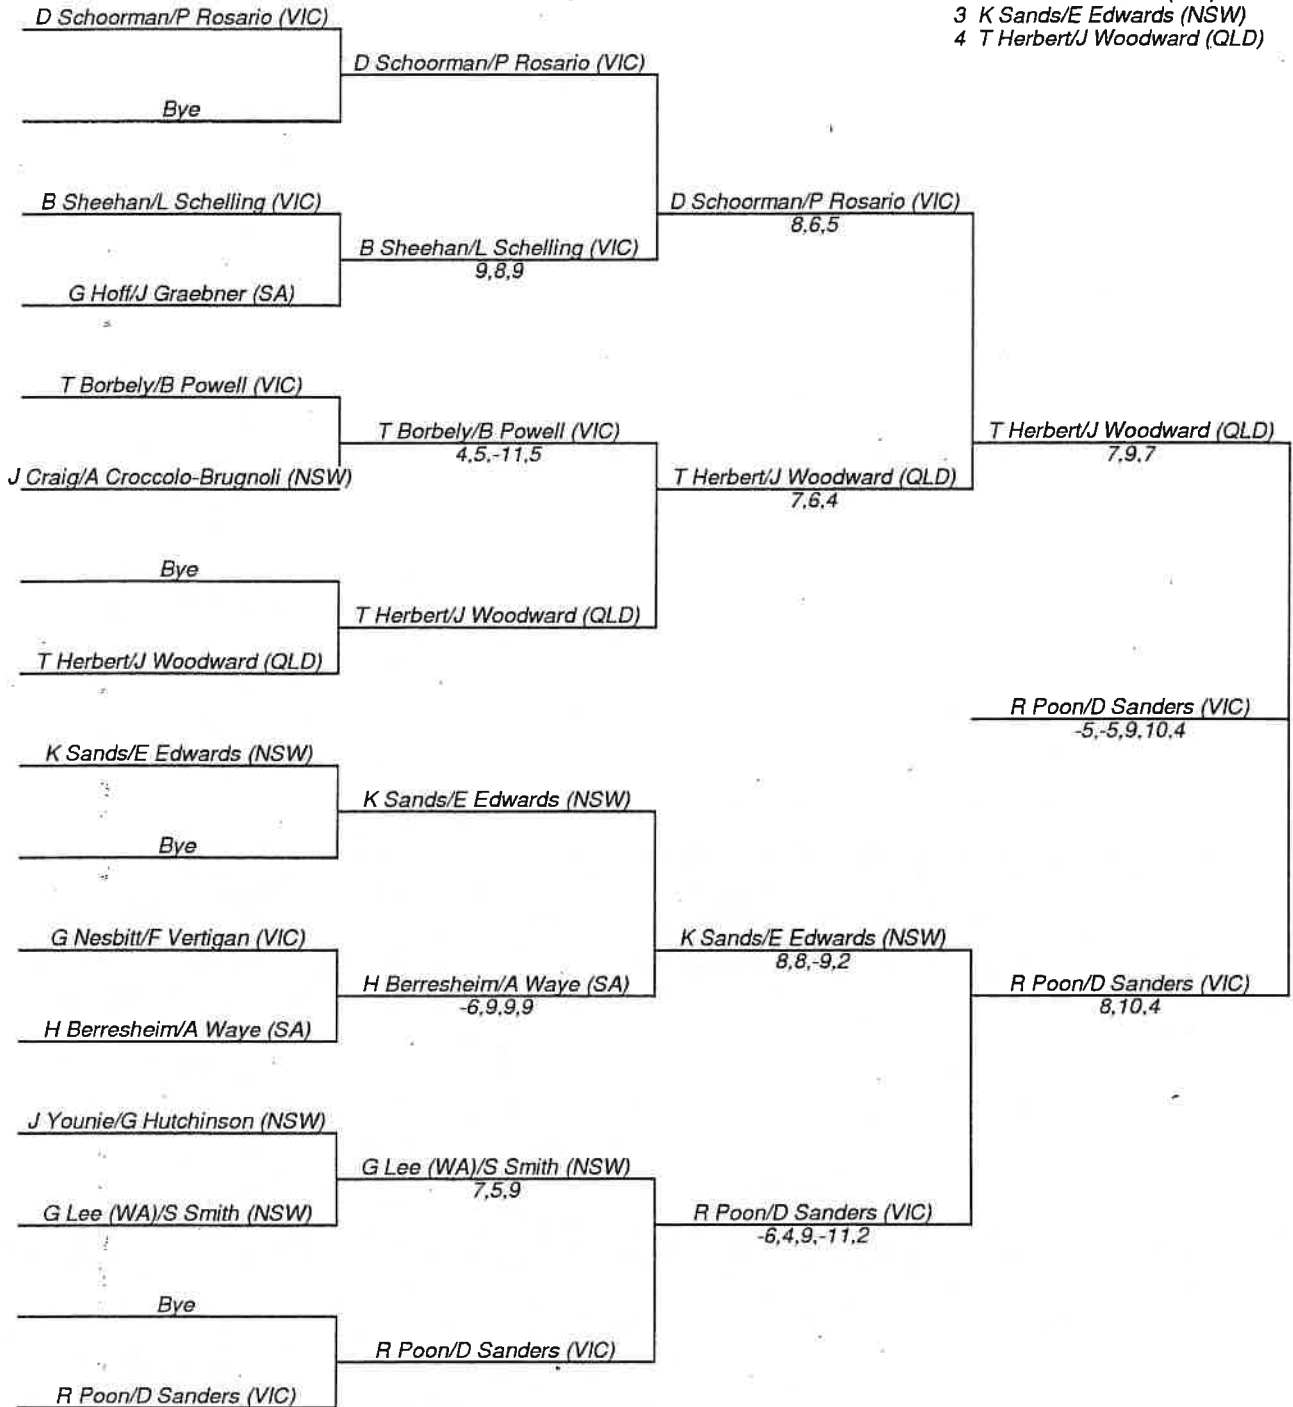 3 K Sands/E Edwards (NSW)
4 T Herbert/J Woodward (QLD)
D Schoorman/P Rosario (VIC)
D Schoorman/P Rosario (VIC)
Bye
B Sheehan/L Schelling (VIC)
D Schoorman/P Rosario (VIC)
8,6,5
B Sheehan/L Schelling (VIC)
9,8,9
G Hoff/J Graebner (SA)
T Borbely/B Powell (VIC)
T Borbely/B Powell (VIC)
4,5,-11,5
T Herbert/J Woodward (QLD)
7,9,7
J Craig/A Croccolo-Brugnoli (NSW)
T Herbert/J Woodward (QLD)
7,6,4
Bye
T Herbert/J Woodward (QLD)
T Herbert/J Woodward (QLD)
R Poon/D Sanders (VIC)
-5,-5,9,10,4
K Sands/E Edwards (NSW)
K Sands/E Edwards (NSW)
Bye
G Nesbitt/F Vertigan (VIC)
K Sands/E Edwards (NSW)
8,8,-9,2
H Berresheim/A Waye (SA)
-6,9,9,9
R Poon/D Sanders (VIC)
8,10,4
H Berresheim/A Waye (SA)
J Younie/G Hutchinson (NSW)
G Lee (WA)/S Smith (NSW)
7,5,9
G Lee (WA)/S Smith (NSW)
R Poon/D Sanders (VIC)
-6,4,9,-11,2
Bye
R Poon/D Sanders (VIC)
R Poon/D Sanders (VIC)